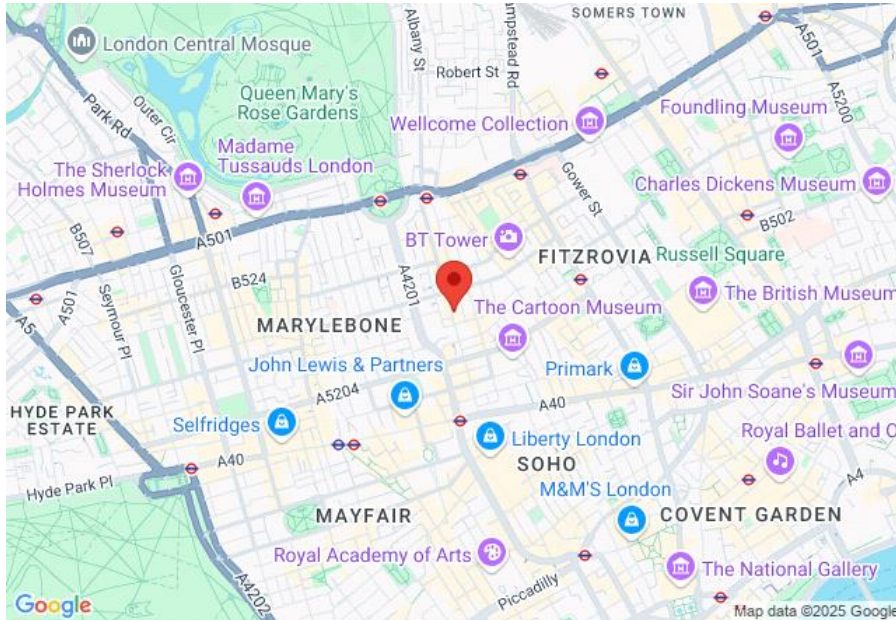 SOMERS TOWN
A501
A5200
Albany St
Hampstead Rd
London Central Mosque
Robert St
Park Rd
Outer Cir
Queen Mary's
Rose Gardens
Foundling Museum
Wellcome Collection
Madame
Tussauds London
The Sherlock
Holmes Museum
Gower St
Charles Dickens Museum
B507
A501
BT Tower
B502
FITZROVIA
Russell Square
A4201
B524
Gloucester Pl
Seymour Pl
A501
A5
The British Museum
The Cartoon Museum
MARYLEBONE
John Lewis & Partners
Primark
A5204
Sir John Soane's Museum
HYDE PARK
ESTATE
Selfridges
A40
Liberty London
Royal Ballet and O
A40
SOHO
A4
Hyde Park Pl
M&M'S London
MAYFAIR
COVENT GARDEN
Royal Academy of Arts
A4202
Piccadilly
The National Gallery
Google
Map data ©2025 Google